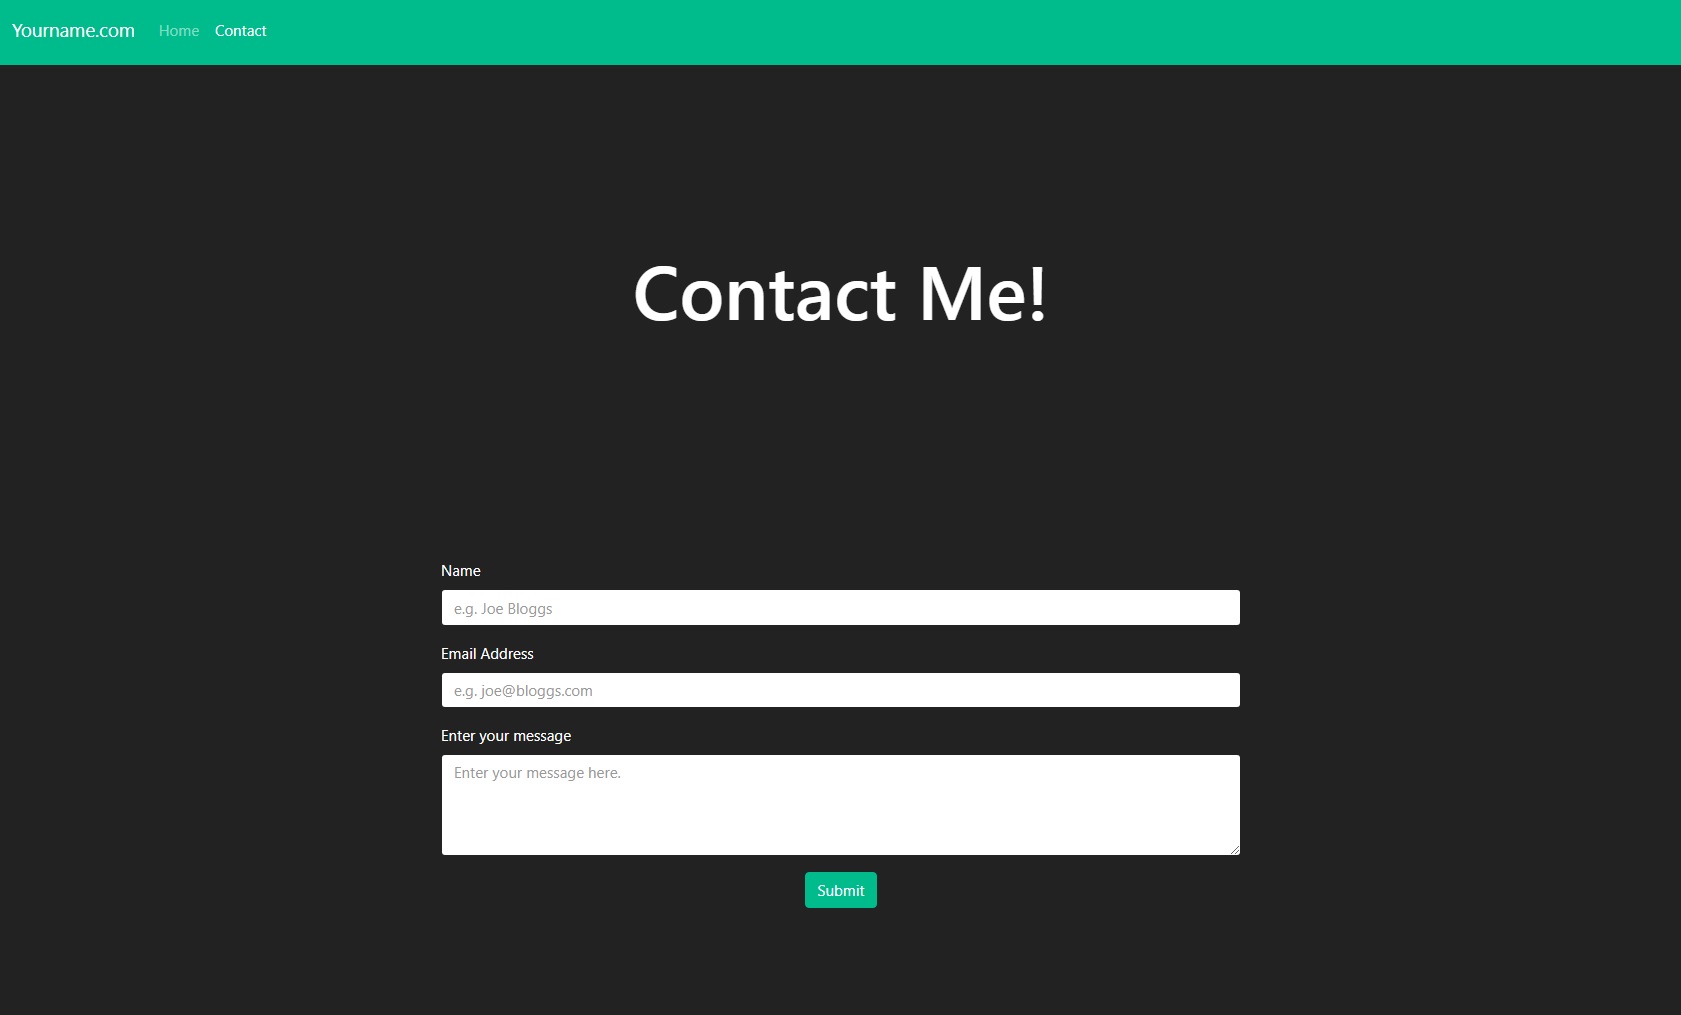 Yourname.com Home Contact
Contact Me!
Name
e.g. Joe Bloggs
Email Address
e.g. joe@bloggs.com
Enter your message
Enter your message here.
Submit